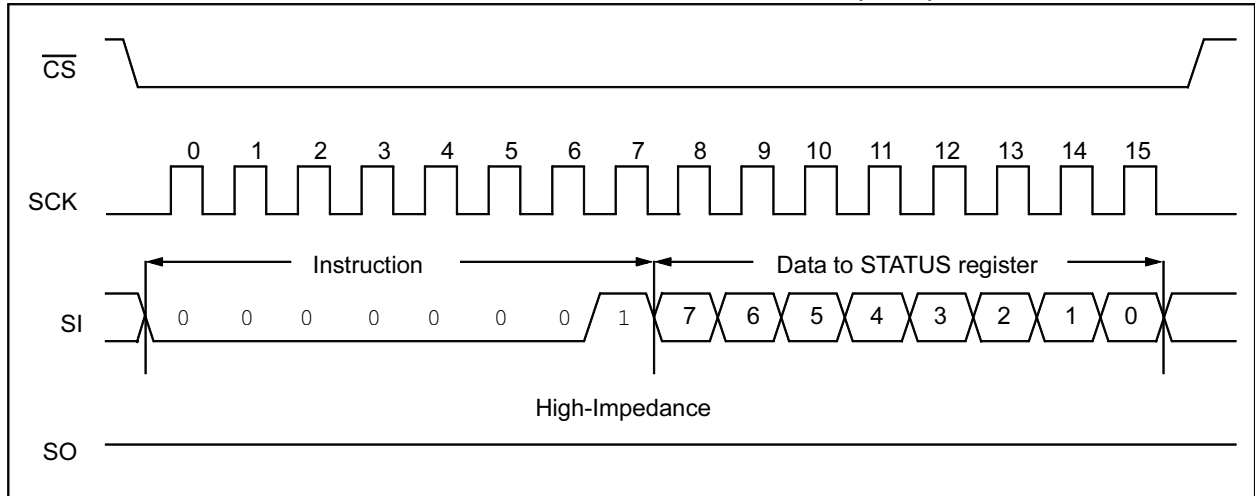 CS
0 1 2 3 4 5 6 7 8 9 10 11 12 13 14 15
SCK
Instruction Data to STATUS register
SI 0 0 0 0 0 0 0 1 7 6 5 4 3 2 1 0
High-Impedance
SO